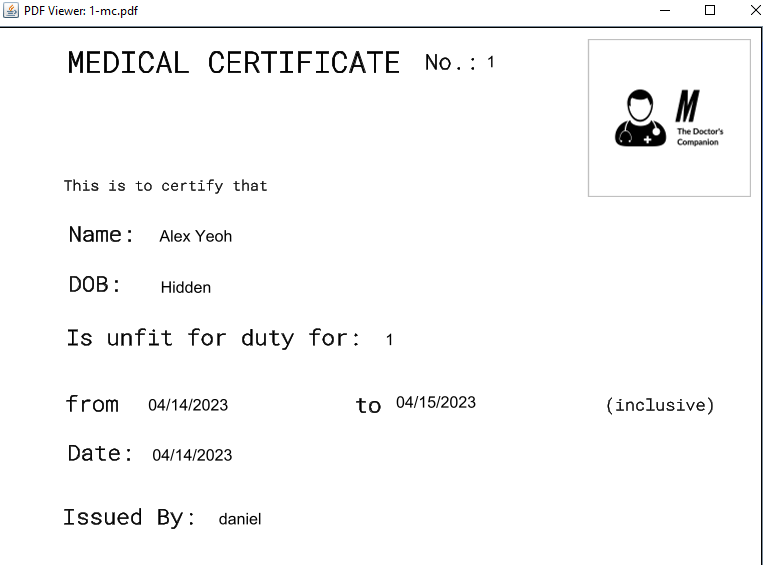 PDF Viewer: 1-mc.pdf
MEDICAL CERTIFICATE No.: 1
M
The Doctor's
Companion
This is to certify that
Name: Alex Yeoh
DOB: Hidden
Is unfit for duty for: 1
from 04/14/2023 to 04/15/2023 (inclusive)
Date: 04/14/2023
Issued By: daniel